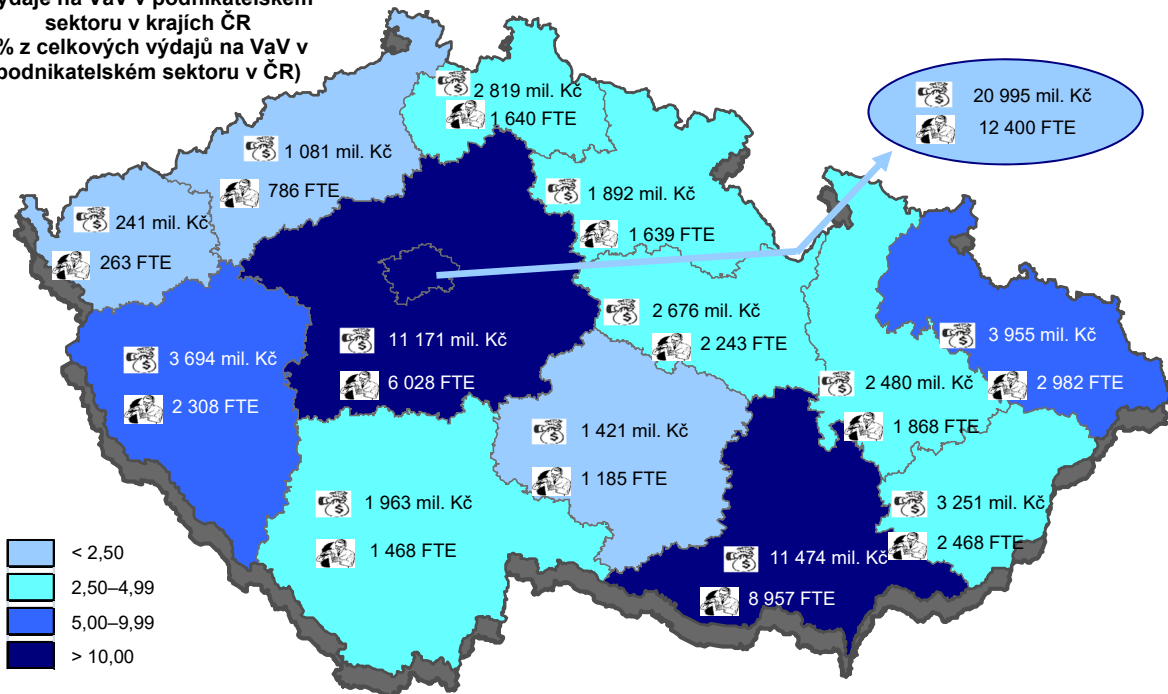 ýdaje na VaV v podnikatelském
sektoru v krajích ČR
% z celkových výdajů na VaV v
podnikatelském sektoru v ČR)
20 995 mil. Kč
12 400 FTE
2 819 mil. Kč
1 640 FTE
1 081 mil. Kč
786 FTE
1 892 mil. Kč
1 639 FTE
241 mil. Kč
263 FTE
2 676 mil. Kč
2 243 FTE
11 171 mil. Kč
6 028 FTE
3 955 mil. Kč
2 982 FTE
3 694 mil. Kč
2 308 FTE
2 480 mil. Kč
1 868 FTE
1 421 mil. Kč
1 185 FTE
1 963 mil. Kč
1 468 FTE
3 251 mil. Kč
2 468 FTE
11 474 mil. Kč
8 957 FTE
< 2,50
2,50–4,99
5,00–9,99
> 10,00